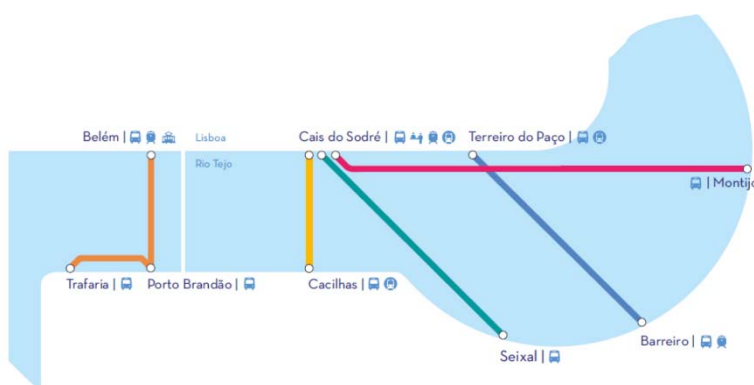 Belém |
Lisboa
Cais do Sodré |
Terreiro do Paço |
Rio Tejo
| Montijo
Trafaria |
Porto Brandão |
Cacilhas |
Barreiro |
Seixal |